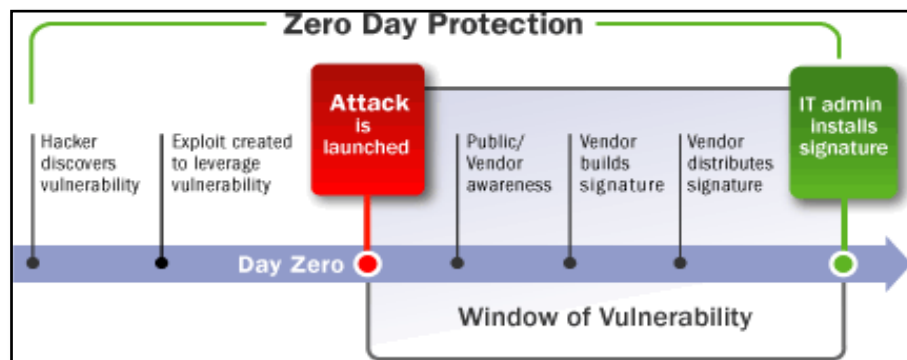 Zero Day Protection
Hacker
discovers
vulnerability
Exploit created
to leverage
vulnerability
Attack
is
launched
Public/
Vendor
awareness
Vendor
builds
signature
Vendor
distributes
signature
IT admin
installs
signature
Day Zero
Window of Vulnerability